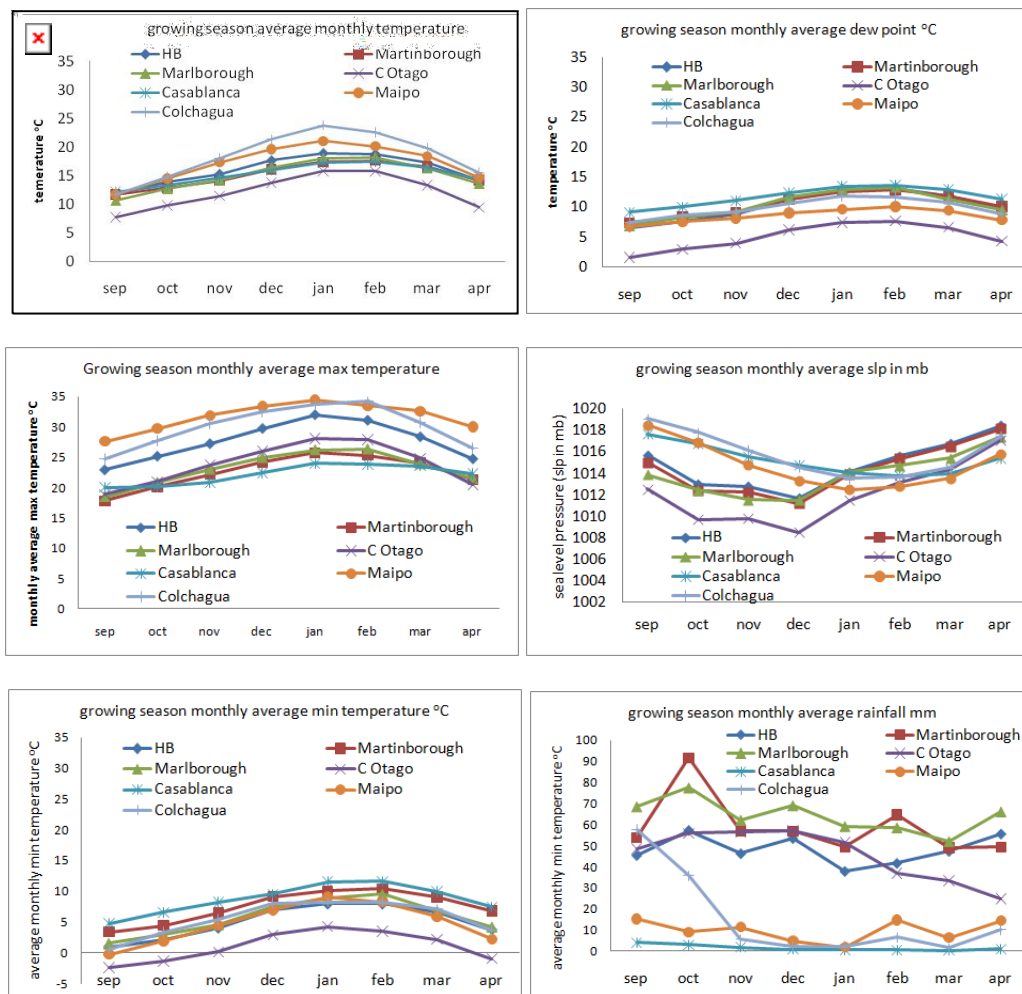 growing season average monthly temperature
HB
Martinborough
Marlborough
C Otago
Casablanca
Maipo
Colchagua
temerature °C
35
30
25
20
15
10
5
0
sep oct nov dec jan feb mar apr
growing season monthly average dew point °C
HB
Martinborough
Marlborough
C Otago
Casablanca
Maipo
Colchagua
temperature °C
35
30
25
20
15
10
5
0
sep oct nov dec jan feb mar apr
Growing season monthly average max temperature
monthly average max temperature °C
35
30
25
20
15
10
5
0
HB
Martinborough
Marlborough
C Otago
Casablanca
Maipo
Colchagua
sep oct nov dec jan feb mar apr
growing season monthly average slp in mb
sealevel pressure (slp in mb)
1020
1018
1016
1014
1012
1010
1008
1006
1004
1002
HB
Martinborough
Marlborough
C Otago
Casablanca
Maipo
Colchagua
sep oct nov dec jan feb mar apr
growing season monthly average min temperature °C
average monthly min temperature °C
35
30
25
20
15
10
5
0
-5
HB
Martinborough
Marlborough
C Otago
Casablanca
Maipo
Colchagua
sep oct nov dec jan feb mar apr
growing season monthly average rainfall mm
HB
Martinborough
Marlborough
C Otago
Casablanca
Maipo
Colchagua
average monthly min temperature °C
100
90
80
70
60
50
40
30
20
10
0
sep oct nov dec jan feb mar apr